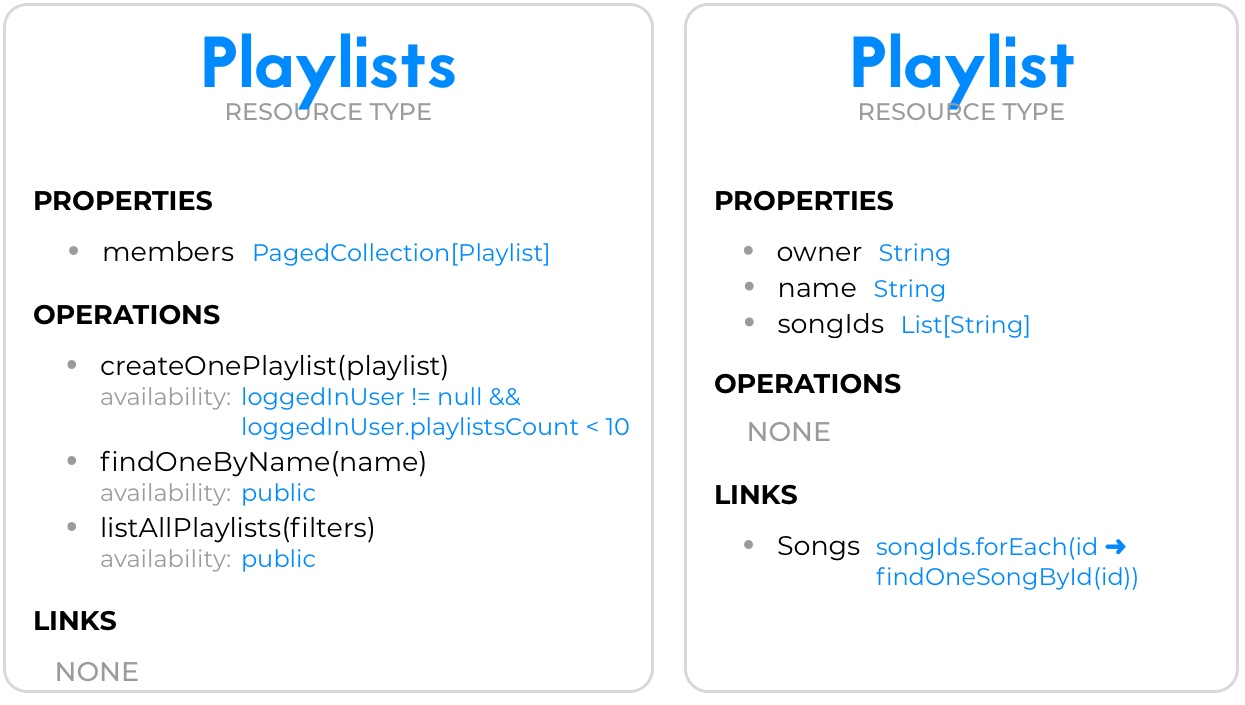 Playlists
RESOURCE TYPE
PROPERTIES
• members PagedCollection[Playlist]
OPERATIONS
• createOnePlaylist(playlist)
availability: loggedInUser != null &&
loggedInUser.playlistsCount < 10
• findOneByName(name)
availability: public
• listAllPlaylists(filters)
availability: public
LINKS
NONE
Playlist
RESOURCE TYPE
PROPERTIES
• owner String
• name String
• songIds List[String]
OPERATIONS
NONE
LINKS
• Songs songIds.forEach(id ➜
findOneSongById(id))